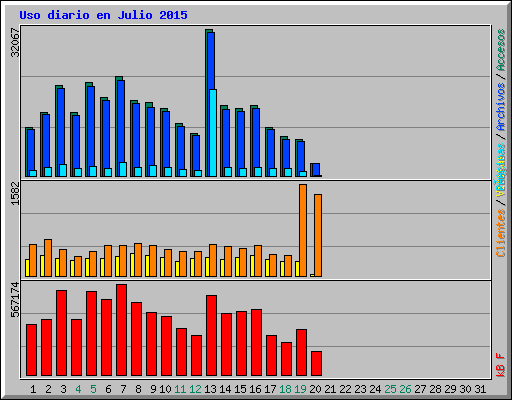 Uso diario en Julio 2015
32067
1582
567174
Clientes / Páginas / Archivos / Accesos
kB F
1 2 3 4 5 6 7 8 9 10 11 12 13 14 15 16 17 18 19 20 21 22 23 24 25 26 27 28 29 30 31